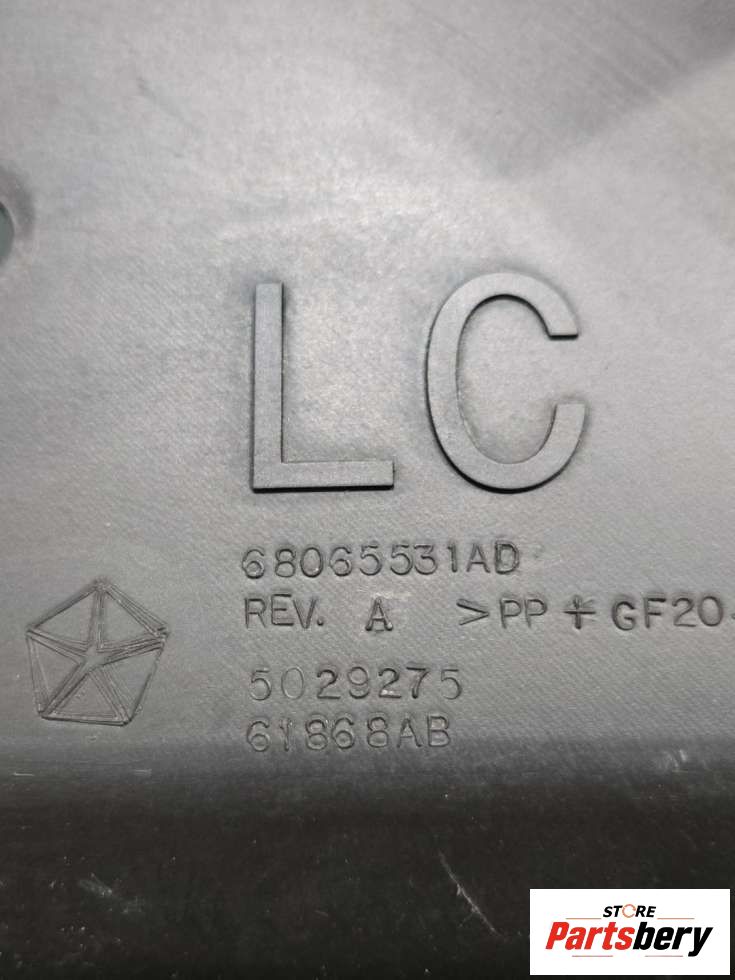 LC
68065531AD
REV. A >PP+GF20
5029275
61868AB
STORE
Partsbery